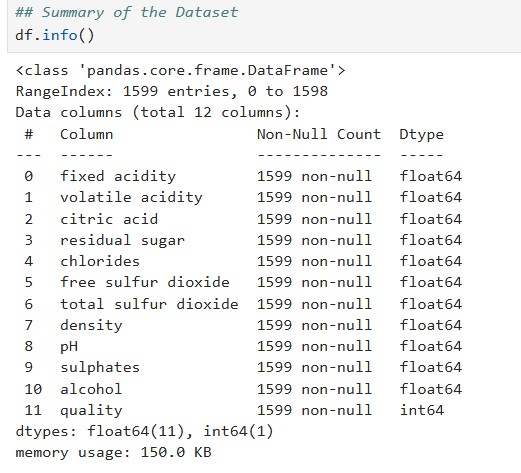 ## Summary of the Dataset
df.info()
<class 'pandas.core.frame.DataFrame'>
RangeIndex: 1599 entries, 0 to 1598
Data columns (total 12 columns):
 #   Column                Non-Null Count  Dtype
---  ------                --------------  -----
 0   fixed acidity         1599 non-null   float64
 1   volatile acidity      1599 non-null   float64
 2   citric acid           1599 non-null   float64
 3   residual sugar        1599 non-null   float64
 4   chlorides             1599 non-null   float64
 5   free sulfur dioxide   1599 non-null   float64
 6   total sulfur dioxide  1599 non-null   float64
 7   density               1599 non-null   float64
 8   pH                    1599 non-null   float64
 9   sulphates             1599 non-null   float64
 10  alcohol               1599 non-null   float64
 11  quality               1599 non-null   int64
dtypes: float64(11), int64(1)
memory usage: 150.0 KB